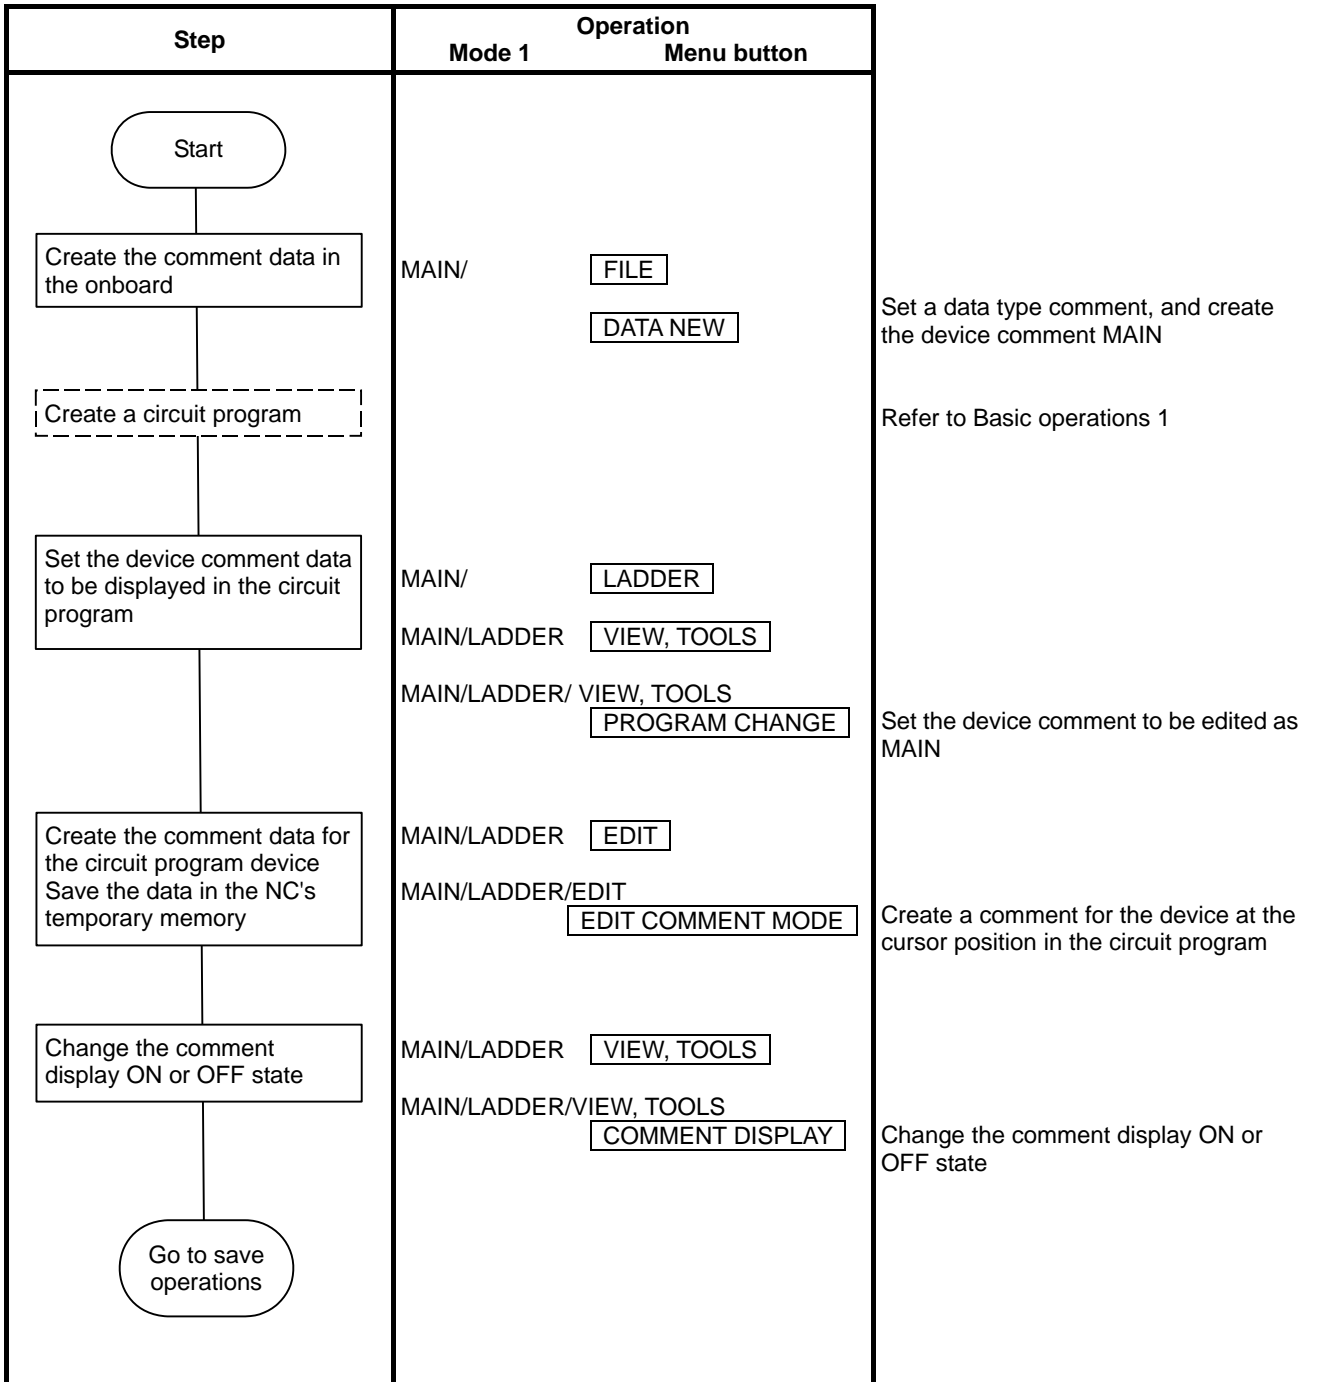 Step
Operation
Mode 1 Menu button
Start
Create the comment data in
the onboard
MAIN/ FILE
DATA NEW
Set a data type comment, and create
the device comment MAIN
Create a circuit program
Refer to Basic operations 1
Set the device comment data
to be displayed in the circuit
program
MAIN/ LADDER
MAIN/LADDER VIEW, TOOLS
MAIN/LADDER/ VIEW, TOOLS
PROGRAM CHANGE
Set the device comment to be edited as
MAIN
Create the comment data for
the circuit program device
Save the data in the NC's
temporary memory
MAIN/LADDER EDIT
MAIN/LADDER/EDIT
EDIT COMMENT MODE
Create a comment for the device at the
cursor position in the circuit program
Change the comment
display ON or OFF state
MAIN/LADDER VIEW, TOOLS
MAIN/LADDER/VIEW, TOOLS
COMMENT DISPLAY
Change the comment display ON or
OFF state
Go to save
operations